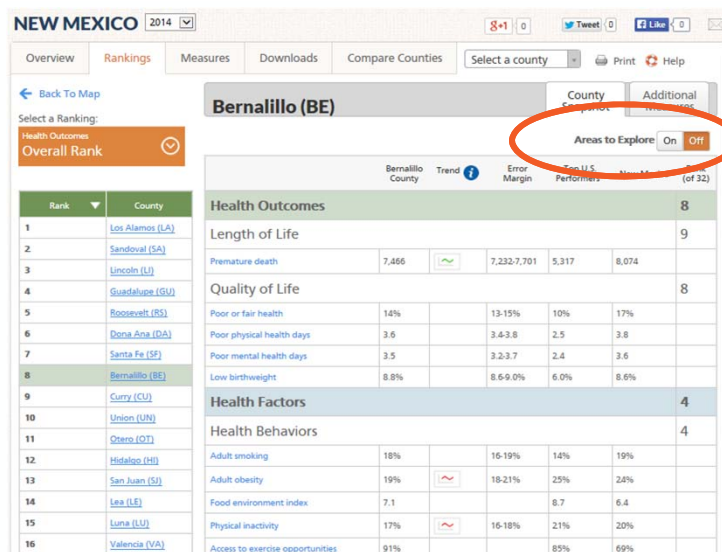 NEW MEXICO 2014
g+1 0 Tweet 0 Like 0
Overview Rankings Measures Downloads Compare Counties Select a county Print Help
Back To Map
Select a Ranking:
Health Outcomes
Overall Rank
Rank County
1 Los Alamos (LA)
2 Sandoval (SA)
3 Lincoln (LI)
4 Guadalupe (GU)
5 Roosevelt (RS)
6 Dona Ana (DA)
7 Santa Fe (SF)
8 Bernalillo (BE)
9 Curry (CU)
10 Union (UN)
11 Otero (OT)
12 Hidalgo (HI)
13 San Juan (SJ)
14 Lea (LE)
15 Luna (LU)
16 Valencia (VA)
Bernalillo (BE)
County
Additional
Areas to Explore On Off
Bernalillo County Trend Error Margin Top U.S. Performers (of 32)
Health Outcomes 8
Length of Life 9
Premature death 7,466 7,232-7,701 5,317 8,074
Quality of Life 8
Poor or fair health 14% 13-15% 10% 17%
Poor physical health days 3.6 3.4-3.8 2.5 3.8
Poor mental health days 3.5 3.2-3.7 2.4 3.6
Low birthweight 8.8% 8.6-9.0% 6.0% 8.6%
Health Factors 4
Health Behaviors 4
Adult smoking 18% 16-19% 14% 19%
Adult obesity 19% 18-21% 25% 24%
Food environment index 7.1 8.7 6.4
Physical inactivity 17% 16-18% 21% 20%
Access to exercise opportunities 91% 85% 69%